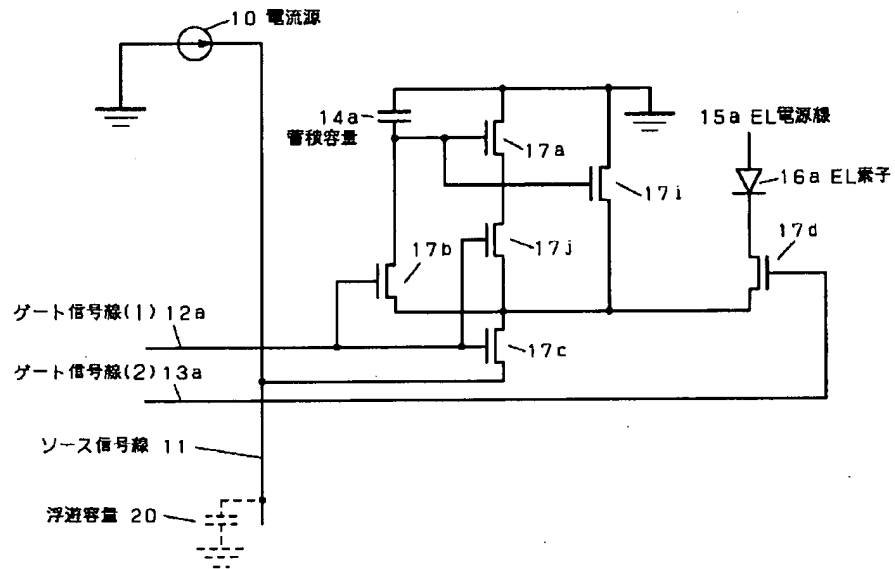 10 電流源
14a
蓄積容量
17a
15a EL電源線
16a EL素子
17i
17d
17b
17j
ゲート信号線(1) 12a
17c
ゲート信号線(2) 13a
ソース信号線 11
浮遊容量 20